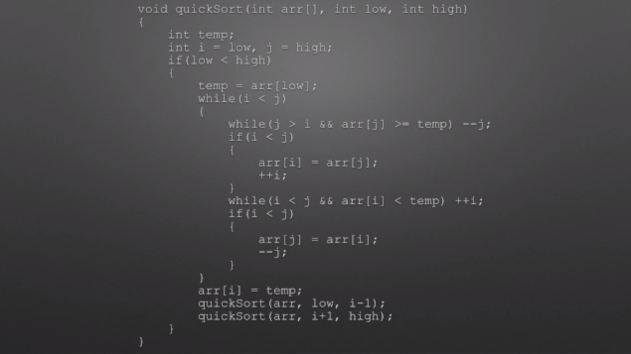 void quickSort(int arr[], int low, int high)
{
int temp;
int i = low, j = high;
if(low < high)
{
temp = arr[low];
while(i < j)
{
while(j > i && arr[j] >= temp) --j;
if(i < j)
{
arr[i] = arr[j];
++i;
}
while(i < j && arr[i] < temp) ++i;
if(i < j)
{
arr[j] = arr[i];
--j;
}
}
arr[i] = temp;
quickSort(arr, low, i-1);
quickSort(arr, i+1, high);
}
}